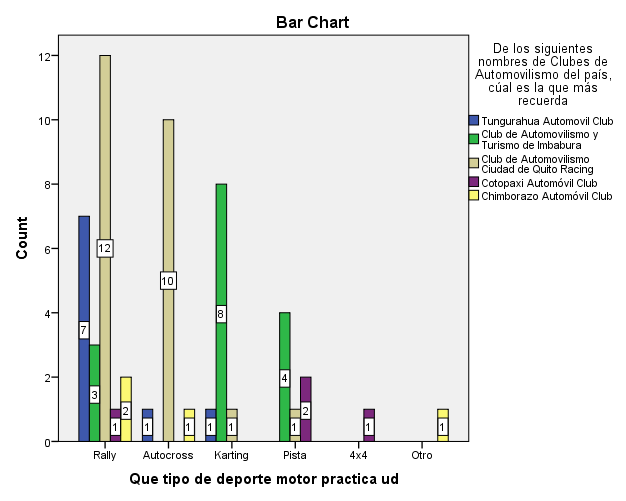 Bar Chart
De los siguientes
nombres de Clubes de
Automovilismo del país,
cúal es la que más
recuerda
Tungurahua Automovil Club
Club de Automovilismo y
Turismo de Imbabura
Club de Automovilismo
Ciudad de Quito Racing
Cotopaxi Automóvil Club
Chimborazo Automóvil Club
Count
12
10
8
6
4
2
0
7
3
12
1
2
1
10
1
1
8
1
4
1
2
1
1
Rally Autocross Karting Pista 4x4 Otro
Que tipo de deporte motor practica ud